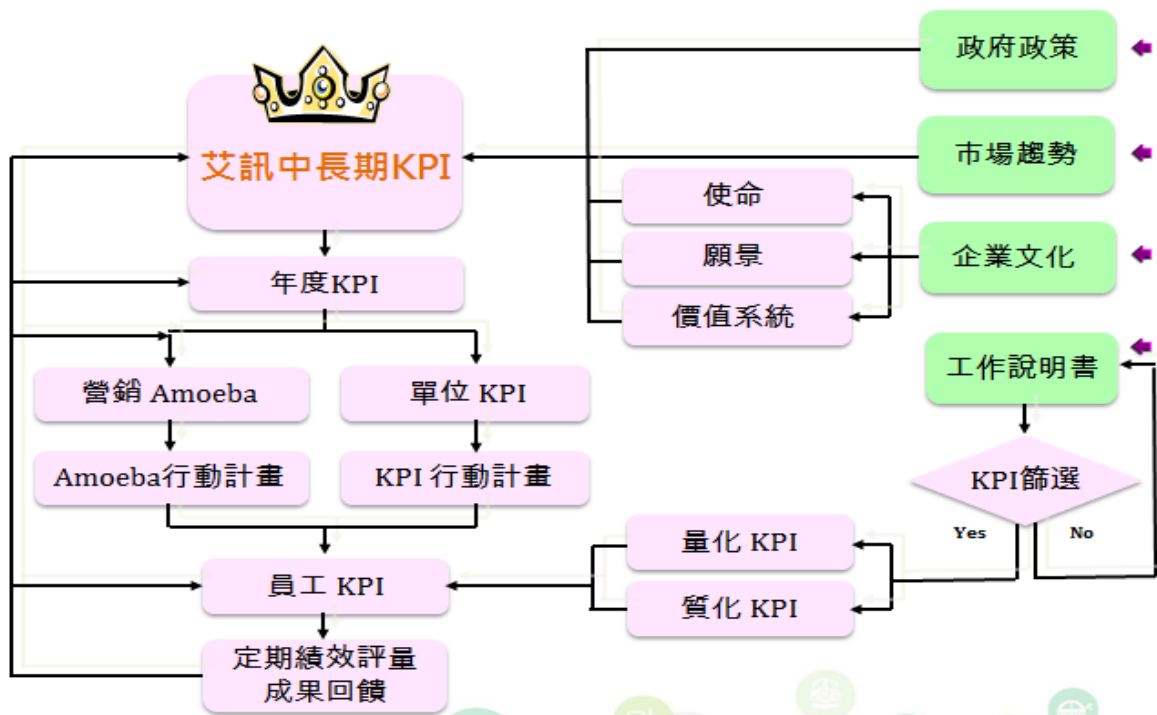 政府政策
艾訊中長期KPI
市場趨勢
使命
願景
企業文化
年度KPI
價值系統
工作說明書
營銷 Amoeba
單位 KPI
Amoeba行動計畫
KPI 行動計畫
KPI篩選
Yes
No
量化 KPI
員工 KPI
質化 KPI
定期績效評量
成果回饋